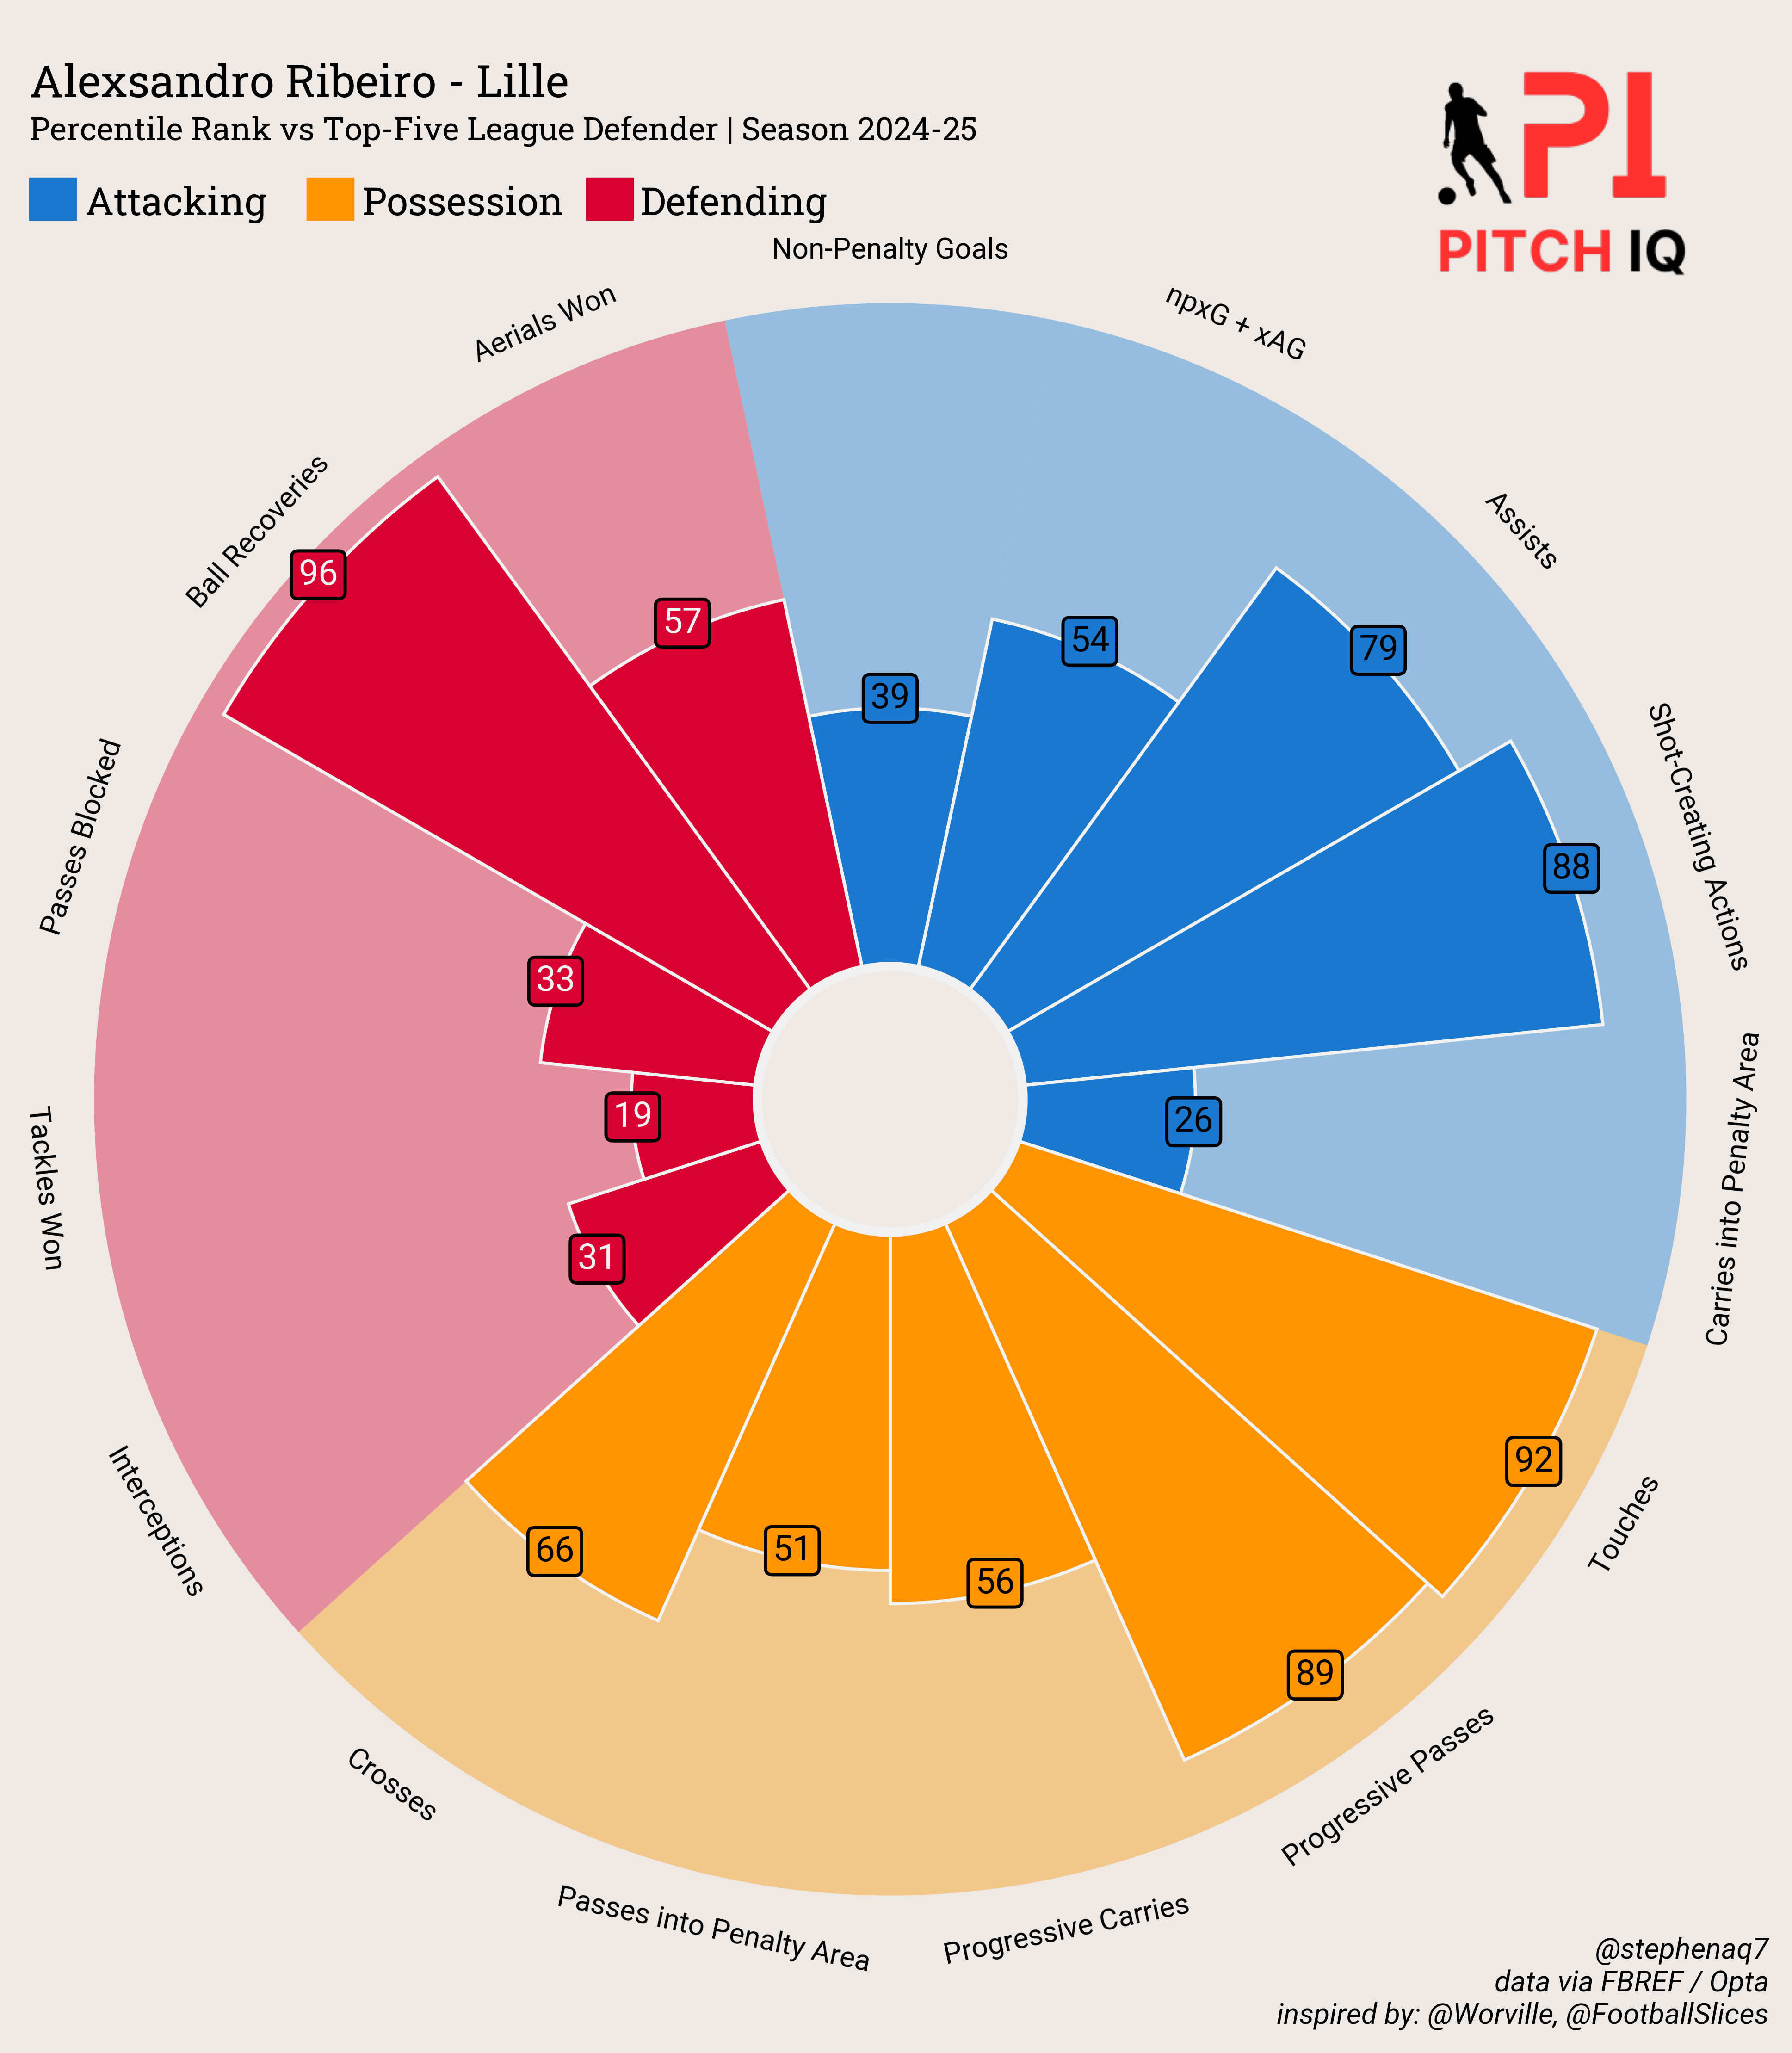 Alexsandro Ribeiro - Lille
Percentile Rank vs Top-Five League Defender | Season 2024-25
Attacking Possession Defending
PI
PITCH IQ
Non-Penalty Goals
npxG + xAG
Assists
Shot-Creating Actions
Carries into Penalty Area
Touches
Progressive Passes
Progressive Carries
Passes into Penalty Area
Crosses
Interceptions
Tackles Won
Passes Blocked
Ball Recoveries
Aerials Won
39
54
79
88
26
92
89
56
51
66
31
19
33
96
57
@stephenaq7
data via FBREF / Opta
inspired by: @Worville, @FootballSlices